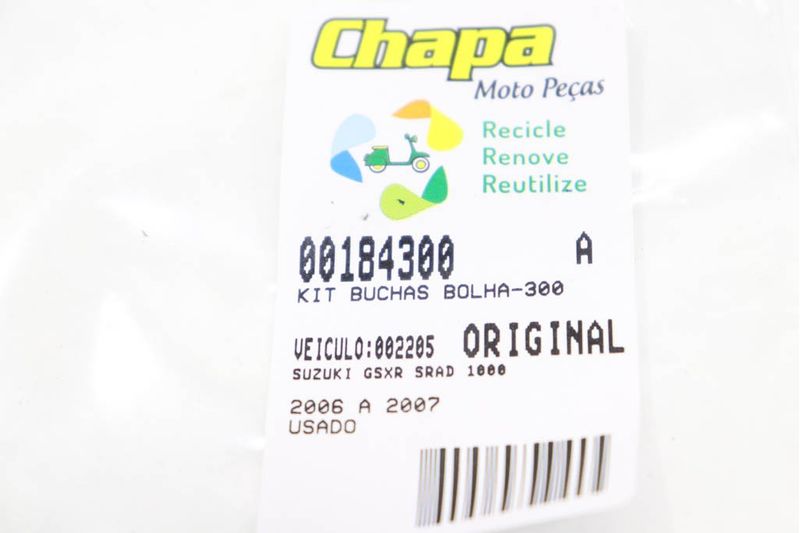 Chapa
Moto Peças
Recicle
Renove
Reutilize
00184300 A
KIT BUCHAS BOLHA-300
VEICULO:002205 ORIGINAL
SUZUKI GSXR SRAD 1000
2006 A 2007
USADO